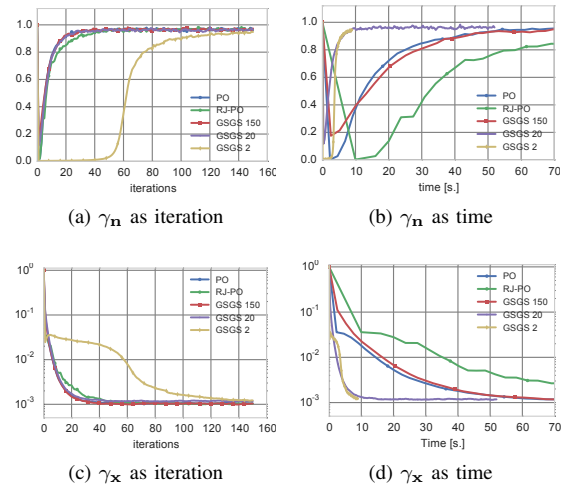 1.0
0.8
0.6
0.4
0.2
0.0
0 20 40 60 80 100 120 140 160
iterations
PO
RJ-PO
GSGS 150
GSGS 20
GSGS 2
(a) γn as iteration
1.0
0.8
0.6
0.4
0.2
0.0
0 10 20 30 40 50 60 70
time [s.]
PO
RJ-PO
GSGS 150
GSGS 20
GSGS 2
(b) γn as time
10^0
10^-1
10^-2
10^-3
0 20 40 60 80 100 120 140 160
iterations
PO
RJ-PO
GSGS 150
GSGS 20
GSGS 2
(c) γx as iteration
10^0
10^-1
10^-2
10^-3
0 10 20 30 40 50 60 70
Time [s.]
PO
RJ-PO
GSGS 150
GSGS 20
GSGS 2
(d) γx as time